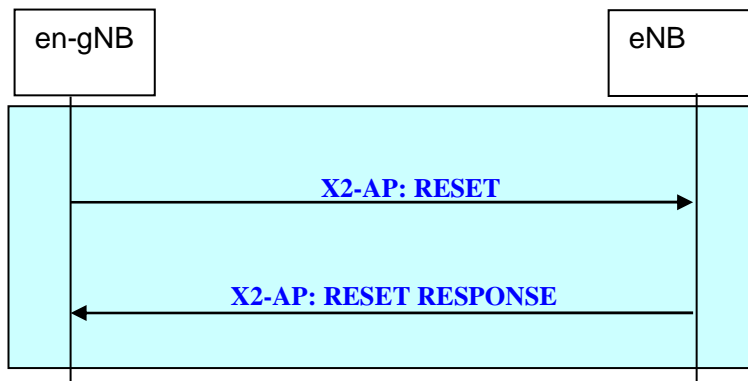 en-gNB
eNB
X2-AP: RESET
X2-AP: RESET RESPONSE